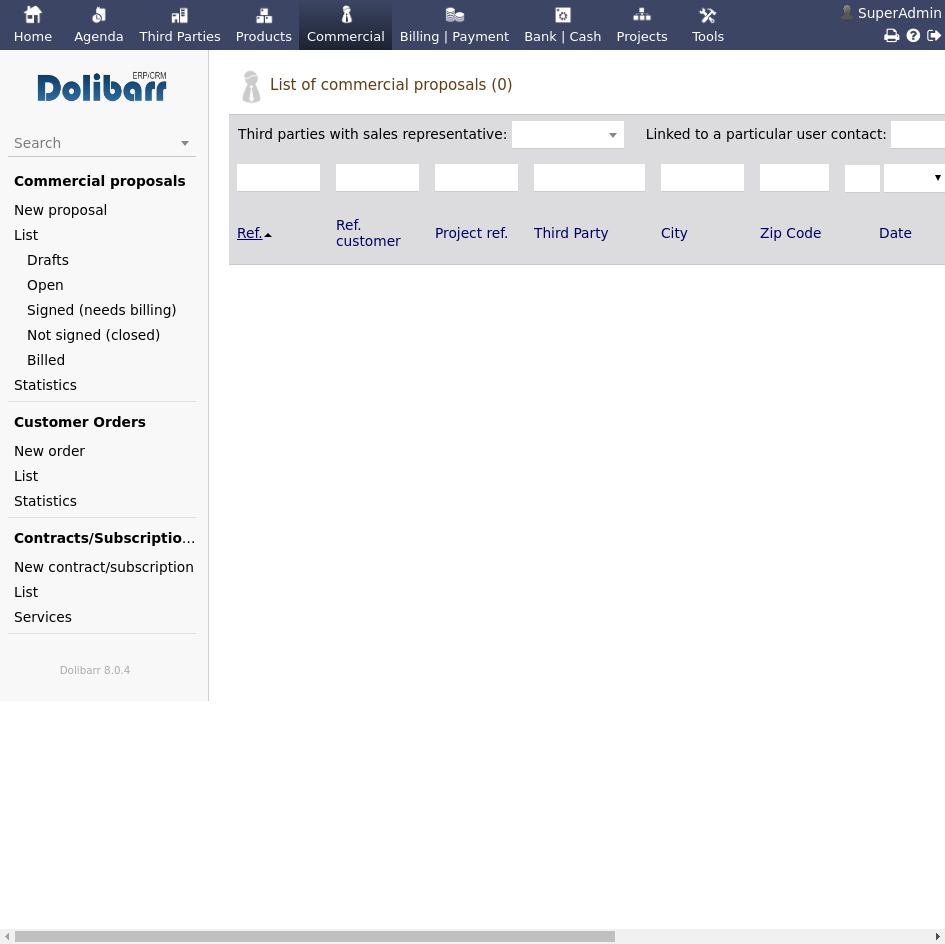 Home
Agenda
Third Parties
Products
Commercial
Billing | Payment
Bank | Cash
Projects
Tools
SuperAdmin
Dolibarr
ERP/CRM
Search
Commercial proposals
New proposal
List
Drafts
Open
Signed (needs billing)
Not signed (closed)
Billed
Statistics
Customer Orders
New order
List
Statistics
Contracts/Subscriptio...
New contract/subscription
List
Services
Dolibarr 8.0.4
List of commercial proposals (0)
Third parties with sales representative:
Linked to a particular user contact:
Ref.
Ref.
customer
Project ref.
Third Party
City
Zip Code
Date